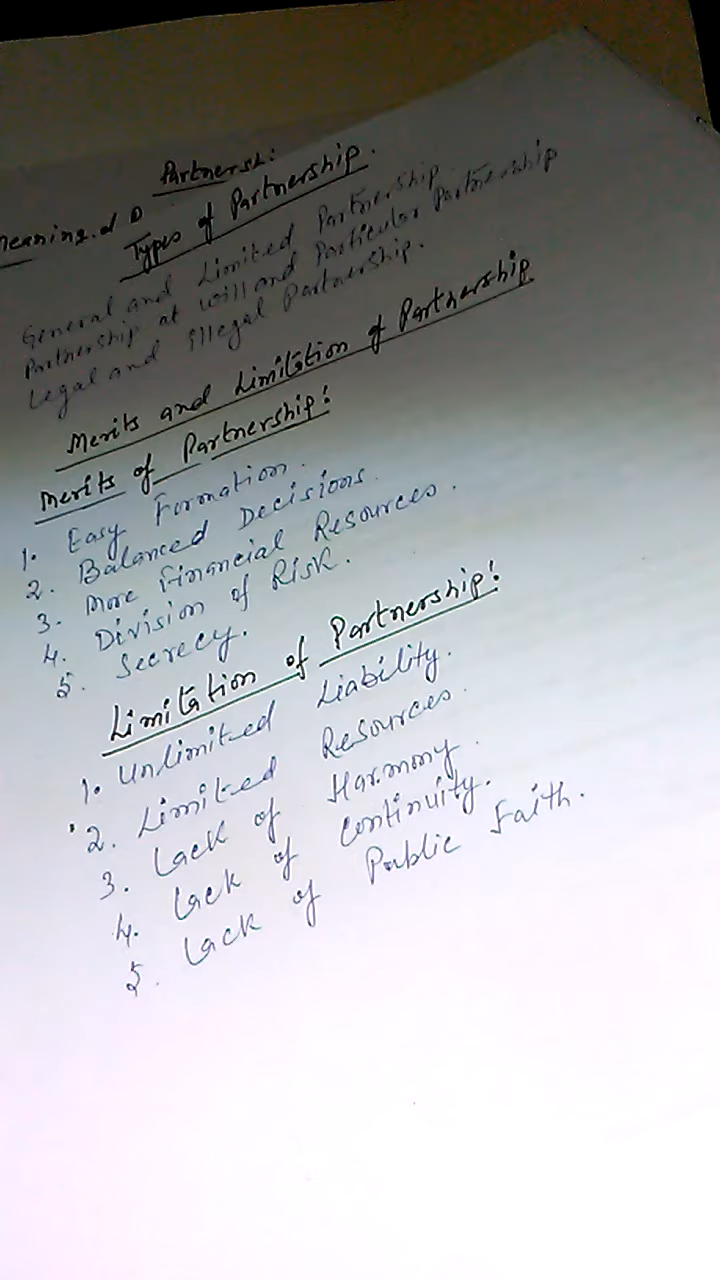 Partnershi
Meaning of D
Types of Partnership.
General and Limited Partnership
Partnership at will and Particular Partnership
Legal and illegal Partnership.
Merits and Limitation of Partnership
Merits of Partnership:
1. Easy Formation.
2. Balanced Decisions.
3. More Financial Resources.
4. Division of Risk.
5. Secrecy.
Limitation of Partnership:
1. Unlimited Liability.
2. Limited Resources.
3. Lack of Harmony.
4. Lack of Continuity.
5. Lack of Public Faith.